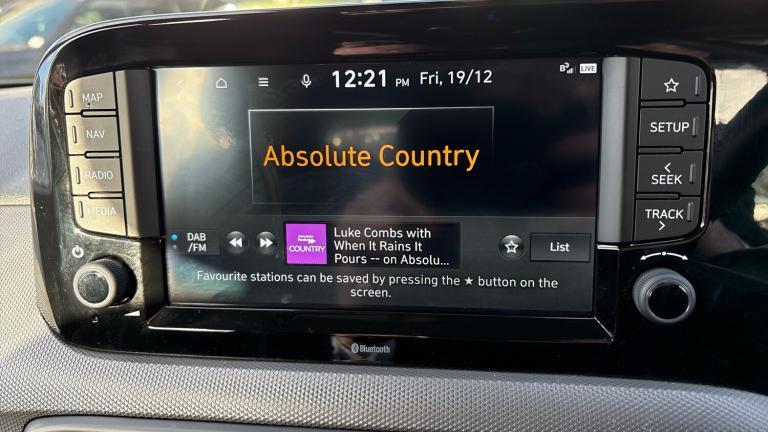 12:21 PM Fri, 19/12
LIVE
MAP
NAV
RADIO
MEDIA
Absolute Country
DAB
/FM
Absolute
Radio
COUNTRY
Luke Combs with
When It Rains It
Pours -- on Absolu...
List
Favourite stations can be saved by pressing the ★ button on the
screen.
SETUP
SEEK
TRACK
Bluetooth